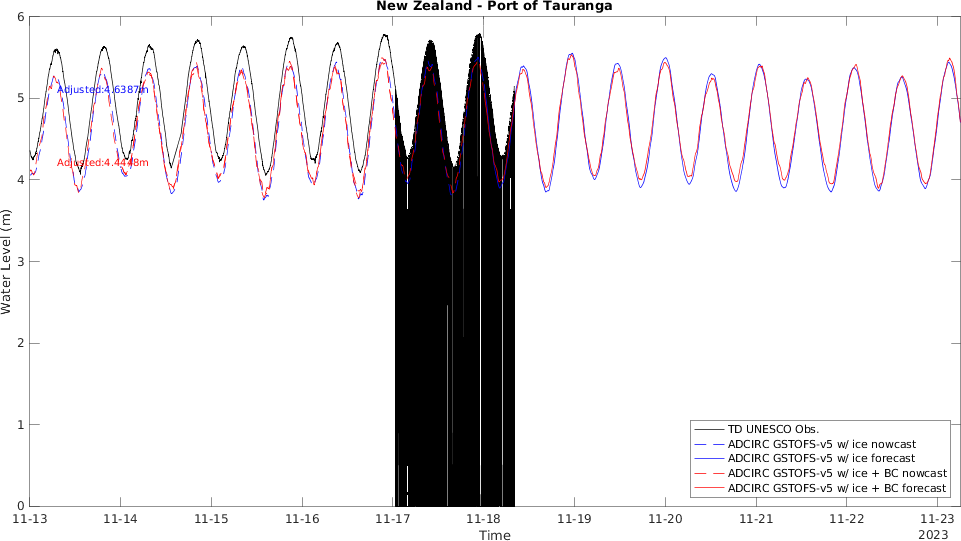 New Zealand - Port of Tauranga
6
5
4
3
2
1
0
Water Level (m)
Adjusted:4.6387m
Adjusted:4.4448m
TD UNESCO Obs.
ADCIRC GSTOFS-v5 w/ ice nowcast
ADCIRC GSTOFS-v5 w/ ice forecast
ADCIRC GSTOFS-v5 w/ ice + BC nowcast
ADCIRC GSTOFS-v5 w/ ice + BC forecast
11-13 11-14 11-15 11-16 11-17 11-18 11-19 11-20 11-21 11-22 11-23
Time
2023